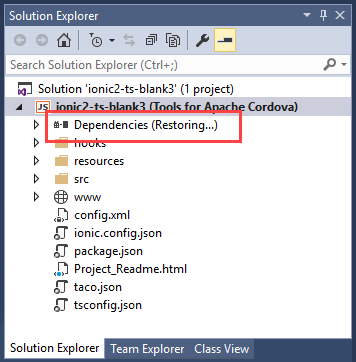 Solution Explorer
Search Solution Explorer (Ctrl+;)
Solution 'ionic2-ts-blank3' (1 project)
JS ionic2-ts-blank3 (Tools for Apache Cordova)
Dependencies (Restoring...)
hooks
resources
src
www
config.xml
ionic.config.json
package.json
Project_Readme.html
taco.json
tsconfig.json
Solution Explorer Team Explorer Class View